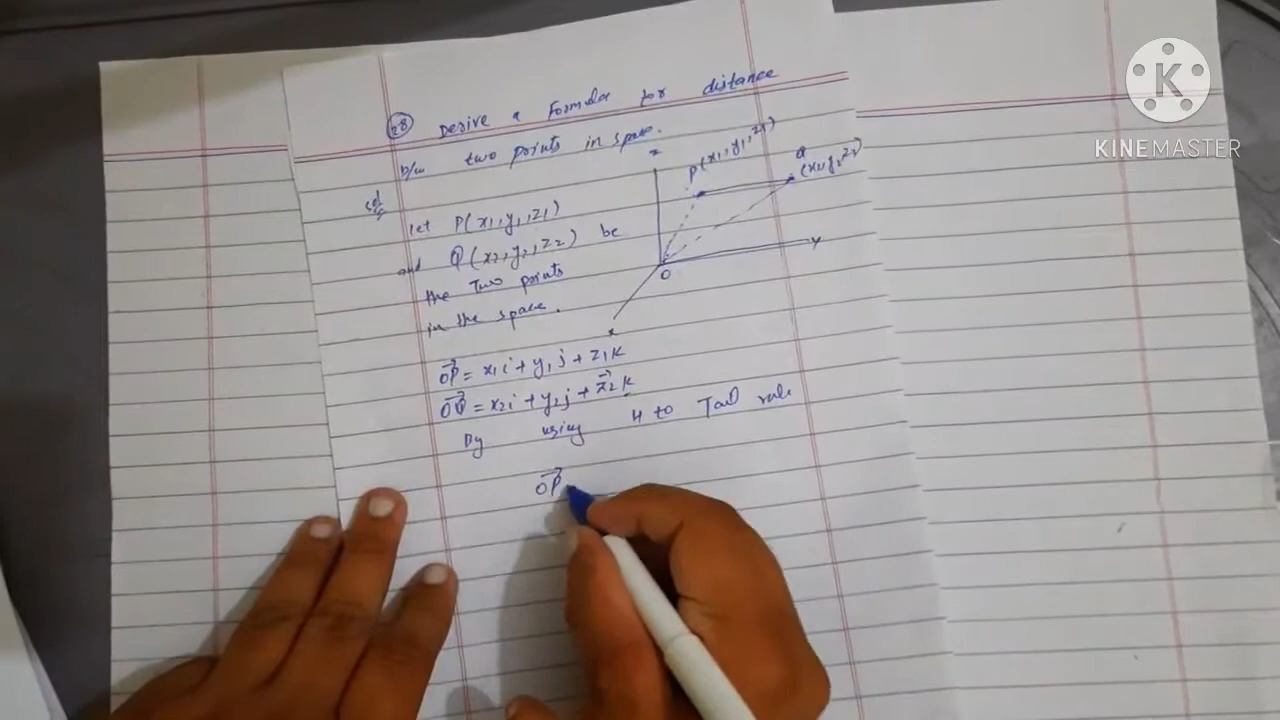 28 Derive a Formula for distance
b/w two points in space.
sol
let P(x1, y1, z1)
and Q(x2, y2, z2) be
the Two points
in the space.
z
P(x1, y1, z1)
Q
(x2, y2, z2)
y
O
x
OP = x1i + y1j + z1k
OQ = x2i + y2j + z2k
By using H to Tail rule
OP
K
KINEMASTER